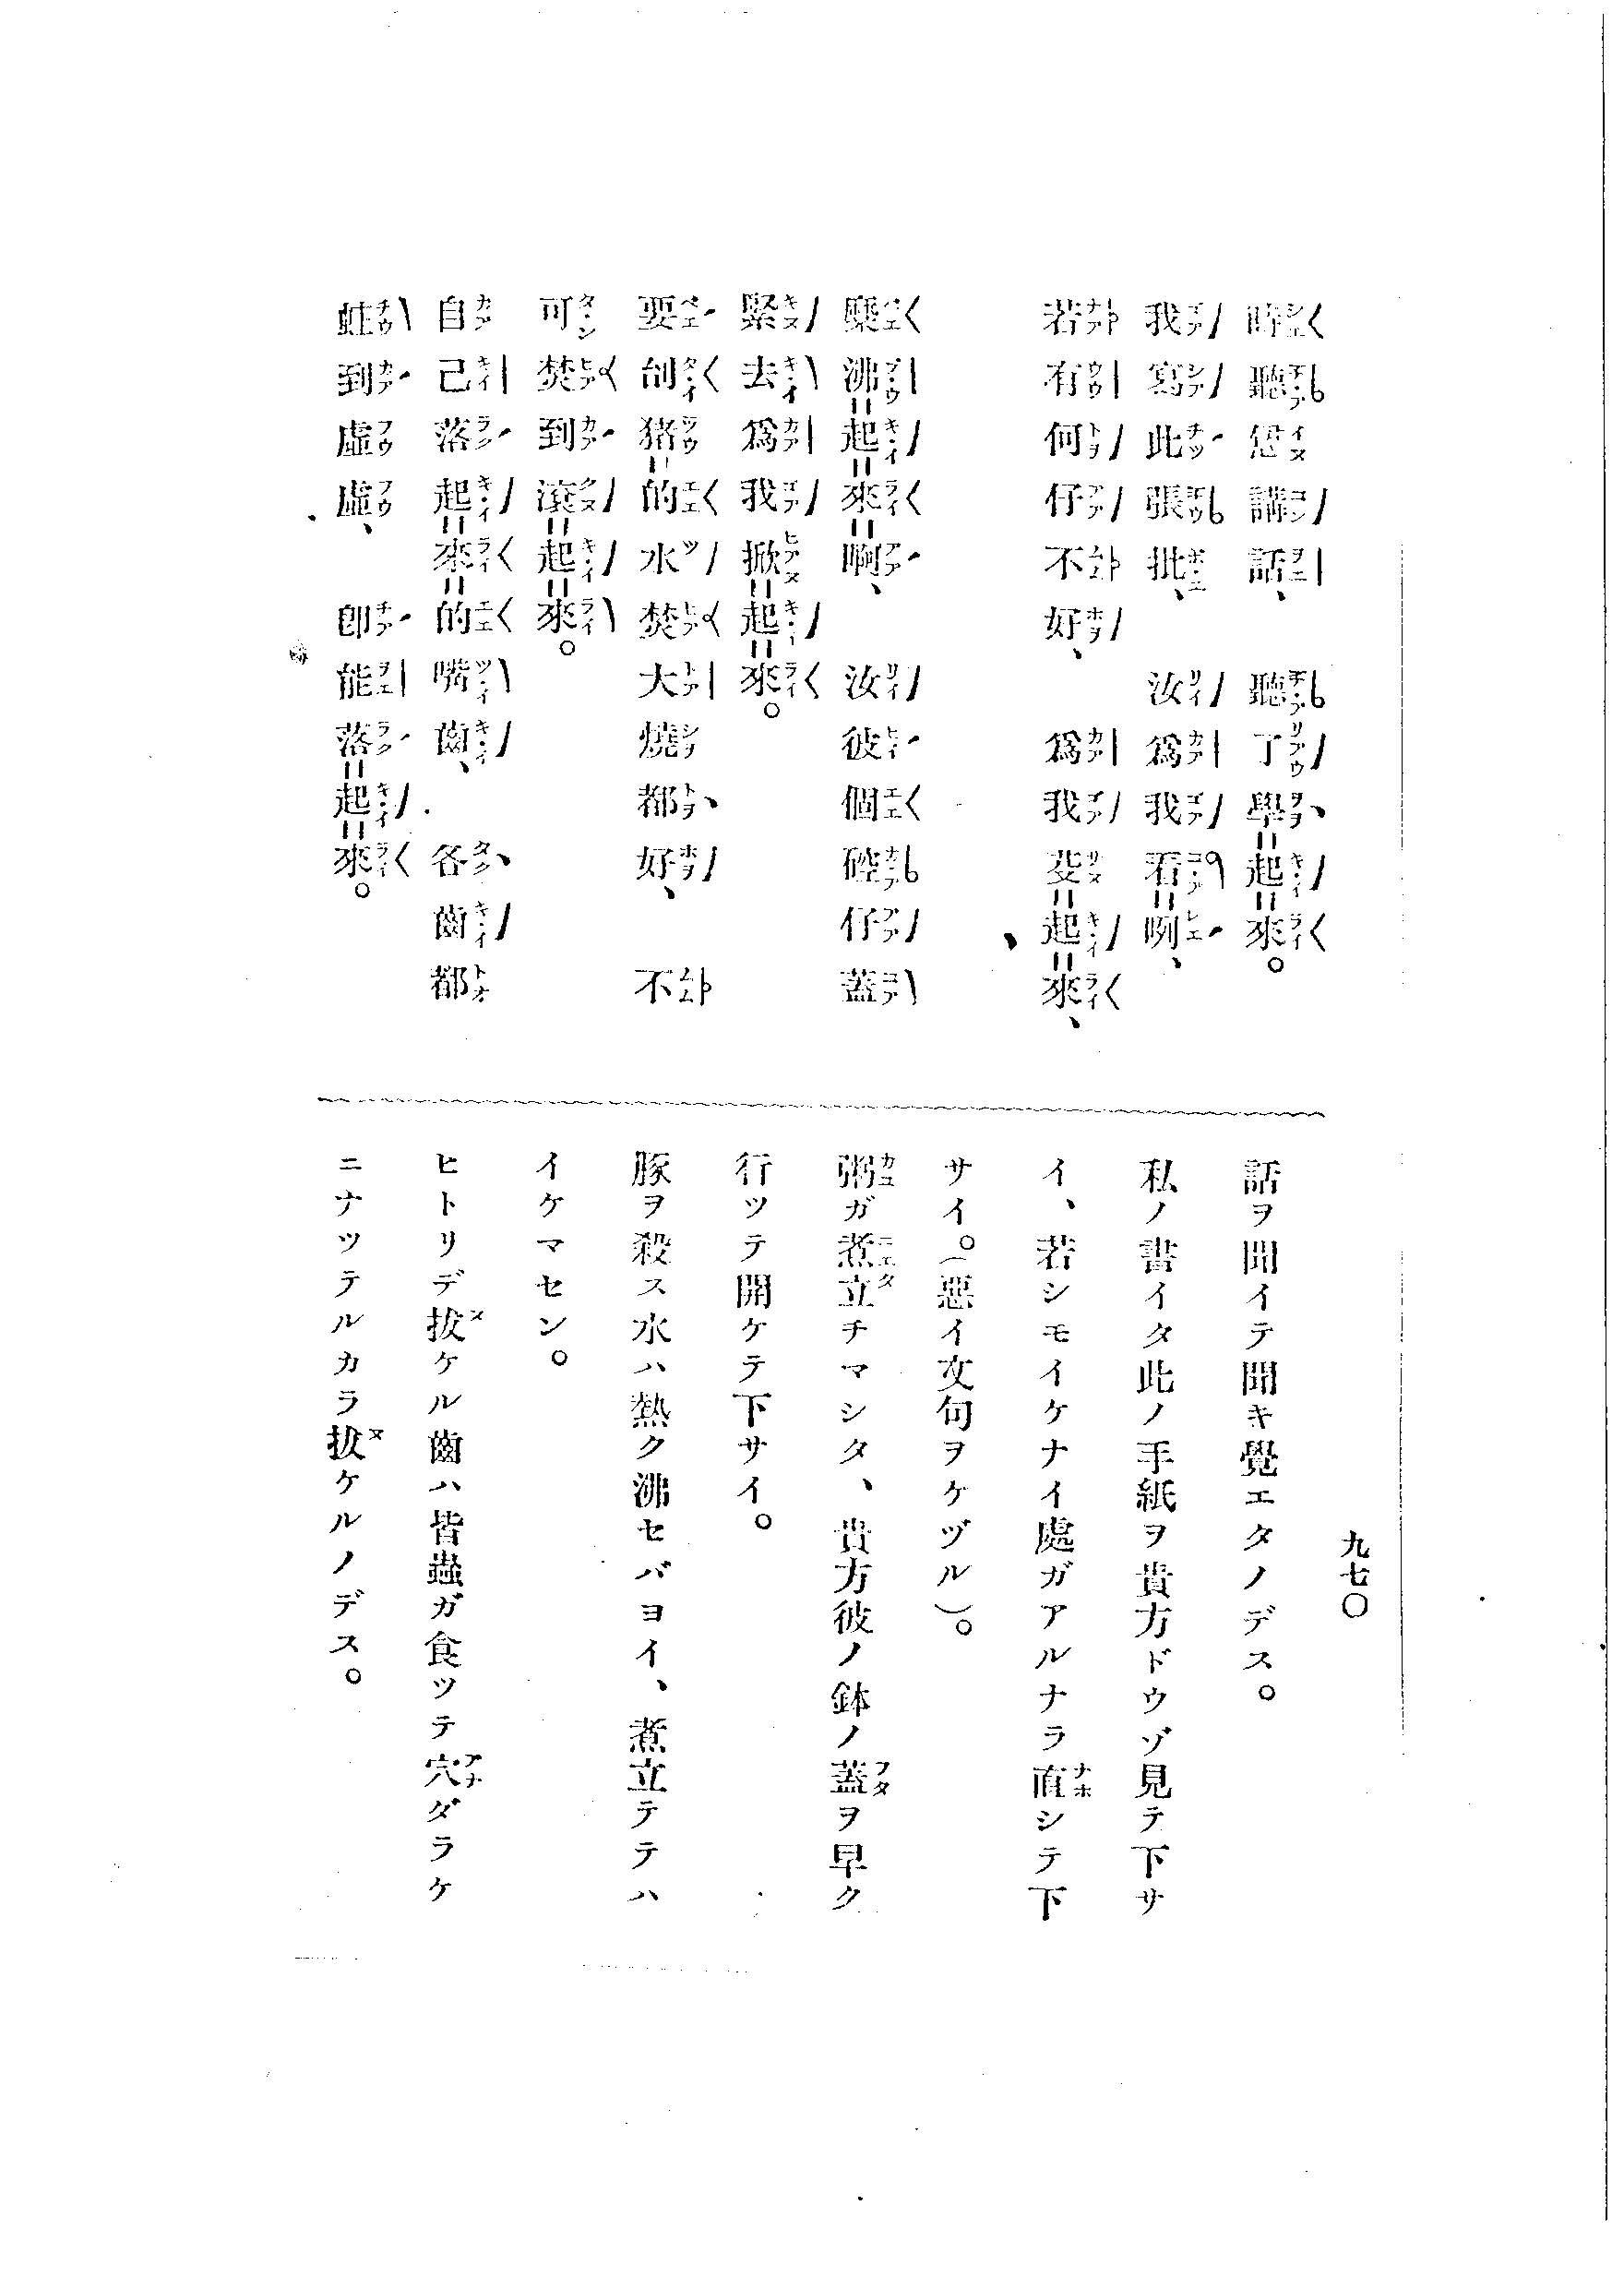 九七〇
時聽恁講話、聽了學=起=來。
我寫此張批、汝爲我看=咧、
若有何仔不好、爲我㨨=起=來、
糜沸=起=來=啊、汝彼個硿仔蓋
緊去爲我掀=起=來。
要刣猪=的水焚大燒都好、不
可焚到滾=起=來。
自己落起=來=的嘴齒、各齒都
蛀到虛虛、卽能落=起=來。
話ヲ聞イテ聞キ覺エタノデス。
私ノ書イタ此ノ手紙ヲ貴方ドウゾ見テ下サ
イ、若シモイケナイ處ガアルナラ直シテ下
サイ。(惡イ文句ヲケヅル)。
粥ガ煮立チマシタ、貴方彼ノ鉢ノ蓋ヲ早ク
行ツテ開ケテ下サイ。
豚ヲ殺ス水ハ熱ク沸セバヨイ、煮立テテハ
イケマセン。
ヒトリデ拔ケル齒ハ皆蟲ガ食ツテ穴ダラケ
ニナツテルカラ拔ケルノデス。